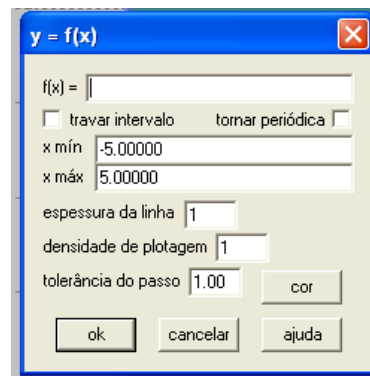 y = f(x)
f(x) =
travar intervalo tornar periódica
x mín -5.00000
x máx 5.00000
espessura da linha 1
densidade de plotagem 1
tolerância do passo 1.00 cor
ok cancelar ajuda